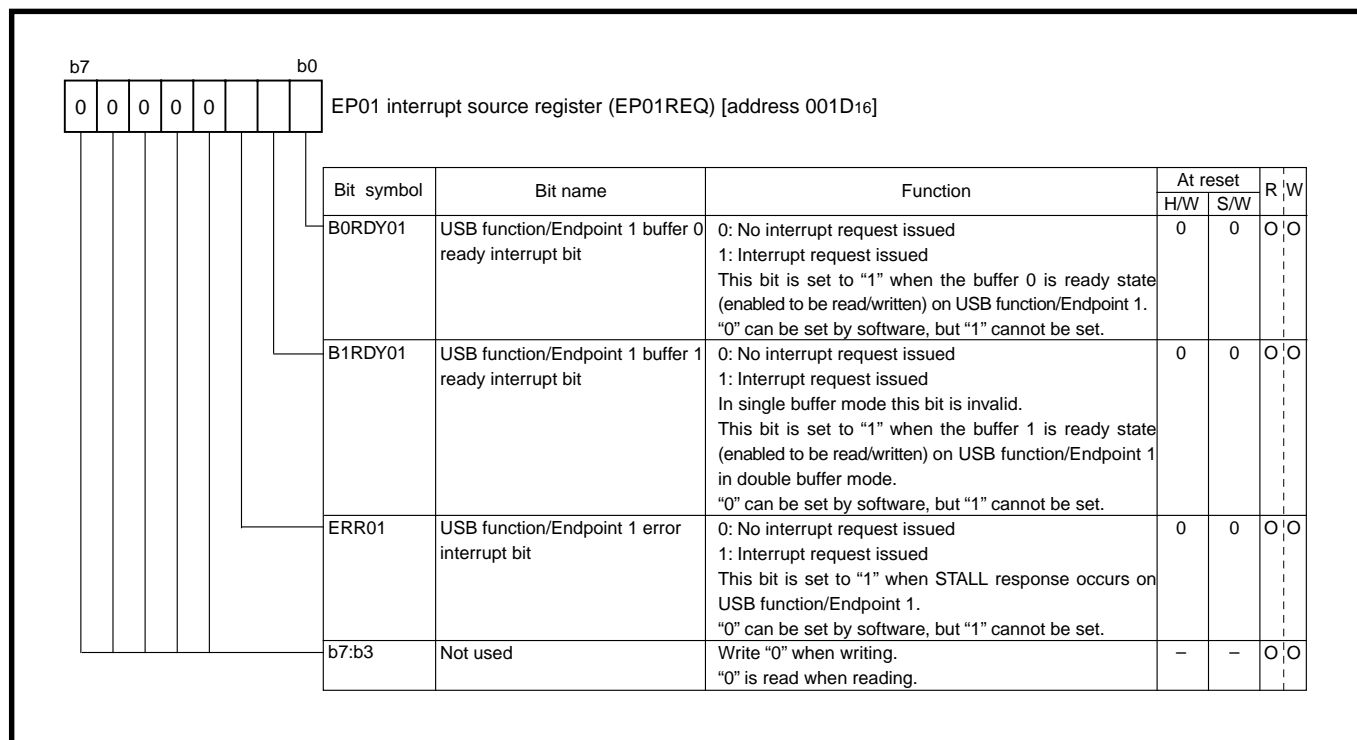 b7 b0
0 0 0 0 0 EP01 interrupt source register (EP01REQ) [address 001D16]
Bit symbol Bit name Function At reset R W
H/W S/W
B0RDY01 USB function/Endpoint 1 buffer 0 0: No interrupt request issued 0 0 O O
ready interrupt bit 1: Interrupt request issued
This bit is set to “1” when the buffer 0 is ready state
(enabled to be read/written) on USB function/Endpoint 1.
“0” can be set by software, but “1” cannot be set.
B1RDY01 USB function/Endpoint 1 buffer 1 0: No interrupt request issued 0 0 O O
ready interrupt bit 1: Interrupt request issued
In single buffer mode this bit is invalid.
This bit is set to “1” when the buffer 1 is ready state
(enabled to be read/written) on USB function/Endpoint 1
in double buffer mode.
“0” can be set by software, but “1” cannot be set.
ERR01 USB function/Endpoint 1 error 0: No interrupt request issued 0 0 O O
interrupt bit 1: Interrupt request issued
This bit is set to “1” when STALL response occurs on
USB function/Endpoint 1.
“0” can be set by software, but “1” cannot be set.
b7:b3 Not used Write “0” when writing. – – O O
“0” is read when reading.